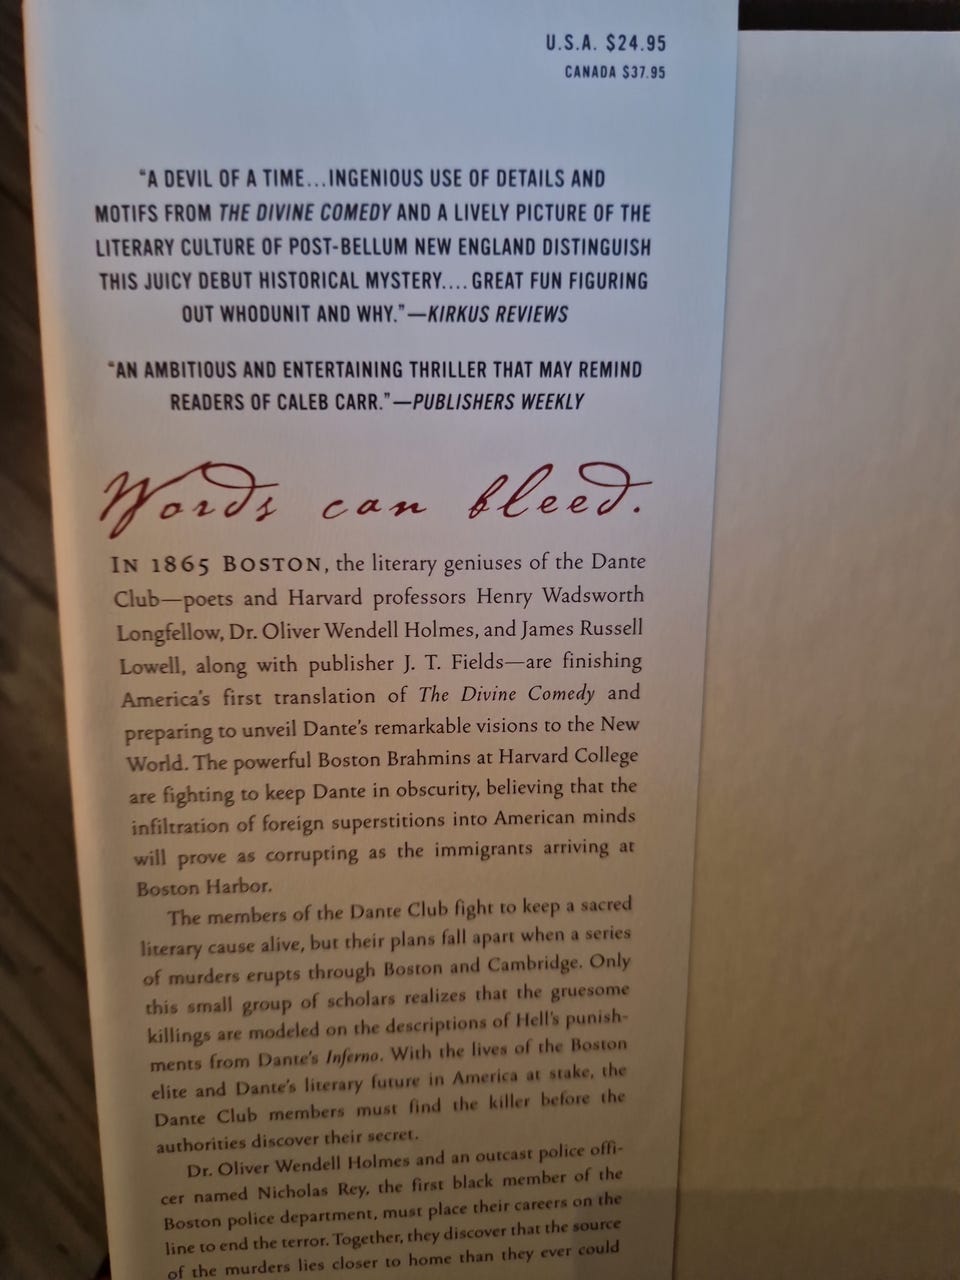 U.S.A. $24.95
CANADA $37.95
“A DEVIL OF A TIME...INGENIOUS USE OF DETAILS AND
MOTIFS FROM THE DIVINE COMEDY AND A LIVELY PICTURE OF THE
LITERARY CULTURE OF POST-BELLUM NEW ENGLAND DISTINGUISH
THIS JUICY DEBUT HISTORICAL MYSTERY.... GREAT FUN FIGURING
OUT WHODUNIT AND WHY.”—KIRKUS REVIEWS
“AN AMBITIOUS AND ENTERTAINING THRILLER THAT MAY REMIND
READERS OF CALEB CARR.”—PUBLISHERS WEEKLY
Words can bleed.
IN 1865 BOSTON, the literary geniuses of the Dante
Club—poets and Harvard professors Henry Wadsworth
Longfellow, Dr. Oliver Wendell Holmes, and James Russell
Lowell, along with publisher J. T. Fields—are finishing
America's first translation of The Divine Comedy and
preparing to unveil Dante's remarkable visions to the New
World. The powerful Boston Brahmins at Harvard College
are fighting to keep Dante in obscurity, believing that the
infiltration of foreign superstitions into American minds
will prove as corrupting as the immigrants arriving at
Boston Harbor.
The members of the Dante Club fight to keep a sacred
literary cause alive, but their plans fall apart when a series
of murders erupts through Boston and Cambridge. Only
this small group of scholars realizes that the gruesome
killings are modeled on the descriptions of Hell's punish-
ments from Dante's Inferno. With the lives of the Boston
elite and Dante's literary future in America at stake, the
Dante Club members must find the killer before the
authorities discover their secret.
Dr. Oliver Wendell Holmes and an outcast police offi-
cer named Nicholas Rey, the first black member of the
Boston police department, must place their careers on the
line to end the terror. Together, they discover that the source
of the murders lies closer to home than they ever could